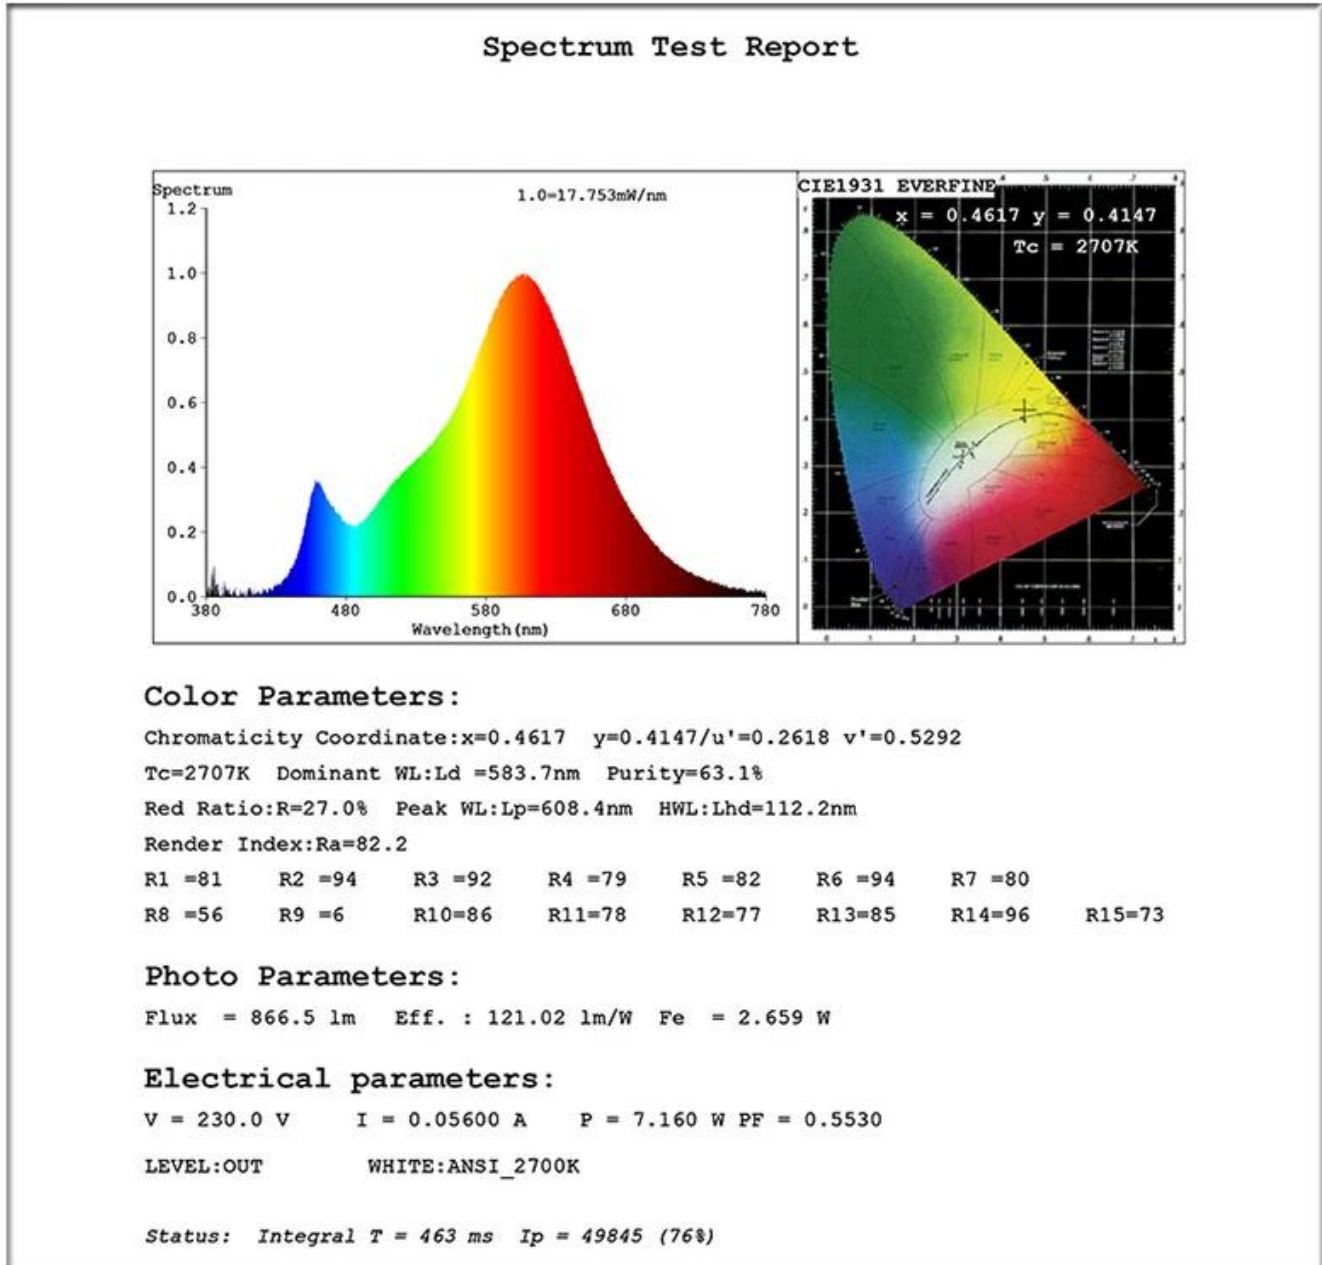 Spectrum Test Report
Spectrum
1.0=17.753mW/nm
1.2
1.0
0.8
0.6
0.4
0.2
0.0
380 480 580 680 780
Wavelength(nm)
CIE1931 EVERFINE
x = 0.4617 y = 0.4147
Tc = 2707K
Color Parameters:
Chromaticity Coordinate:x=0.4617 y=0.4147/u'=0.2618 v'=0.5292
Tc=2707K Dominant WL:Ld =583.7nm Purity=63.1%
Red Ratio:R=27.0% Peak WL:Lp=608.4nm HWL:Lhd=112.2nm
Render Index:Ra=82.2
R1 =81 R2 =94 R3 =92 R4 =79 R5 =82 R6 =94 R7 =80
R8 =56 R9 =6 R10=86 R11=78 R12=77 R13=85 R14=96 R15=73
Photo Parameters:
Flux = 866.5 lm Eff. : 121.02 lm/W Fe = 2.659 W
Electrical parameters:
V = 230.0 V I = 0.05600 A P = 7.160 W PF = 0.5530
LEVEL:OUT WHITE:ANSI_2700K
Status: Integral T = 463 ms Ip = 49845 (76%)